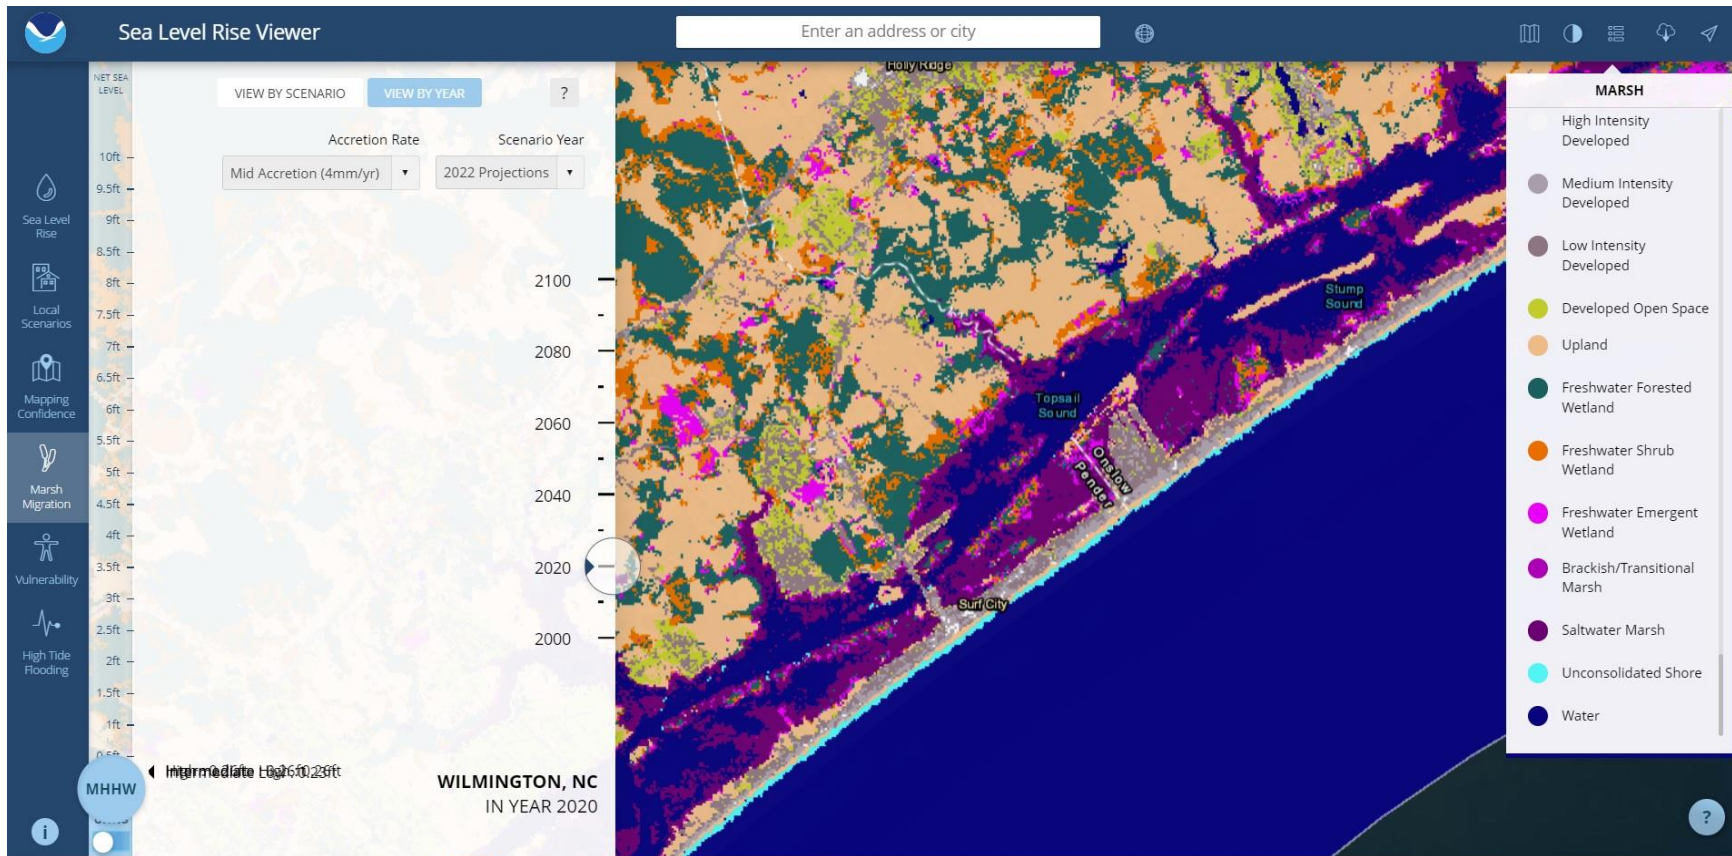 Sea Level Rise Viewer
Enter an address or city
NET SEA
LEVEL
10ft
9.5ft
9ft
8.5ft
8ft
7.5ft
7ft
6.5ft
6ft
5.5ft
5ft
4.5ft
4ft
3.5ft
3ft
2.5ft
2ft
1.5ft
1ft
0.5ft
MHHW
Sea Level
Rise
Local
Scenarios
Mapping
Confidence
Marsh
Migration
Vulnerability
High Tide
Flooding
i
VIEW BY SCENARIO
VIEW BY YEAR
?
Accretion Rate
Scenario Year
Mid Accretion (4mm/yr)
2022 Projections
2100
2080
2060
2040
2020
2000
WILMINGTON, NC
IN YEAR 2020
Holly Ridge
Stump
Sound
Topsail
Sound
Onslow
Pender
Surf City
MARSH
High Intensity
Developed
Medium Intensity
Developed
Low Intensity
Developed
Developed Open Space
Upland
Freshwater Forested
Wetland
Freshwater Shrub
Wetland
Freshwater Emergent
Wetland
Brackish/Transitional
Marsh
Saltwater Marsh
Unconsolidated Shore
Water
?